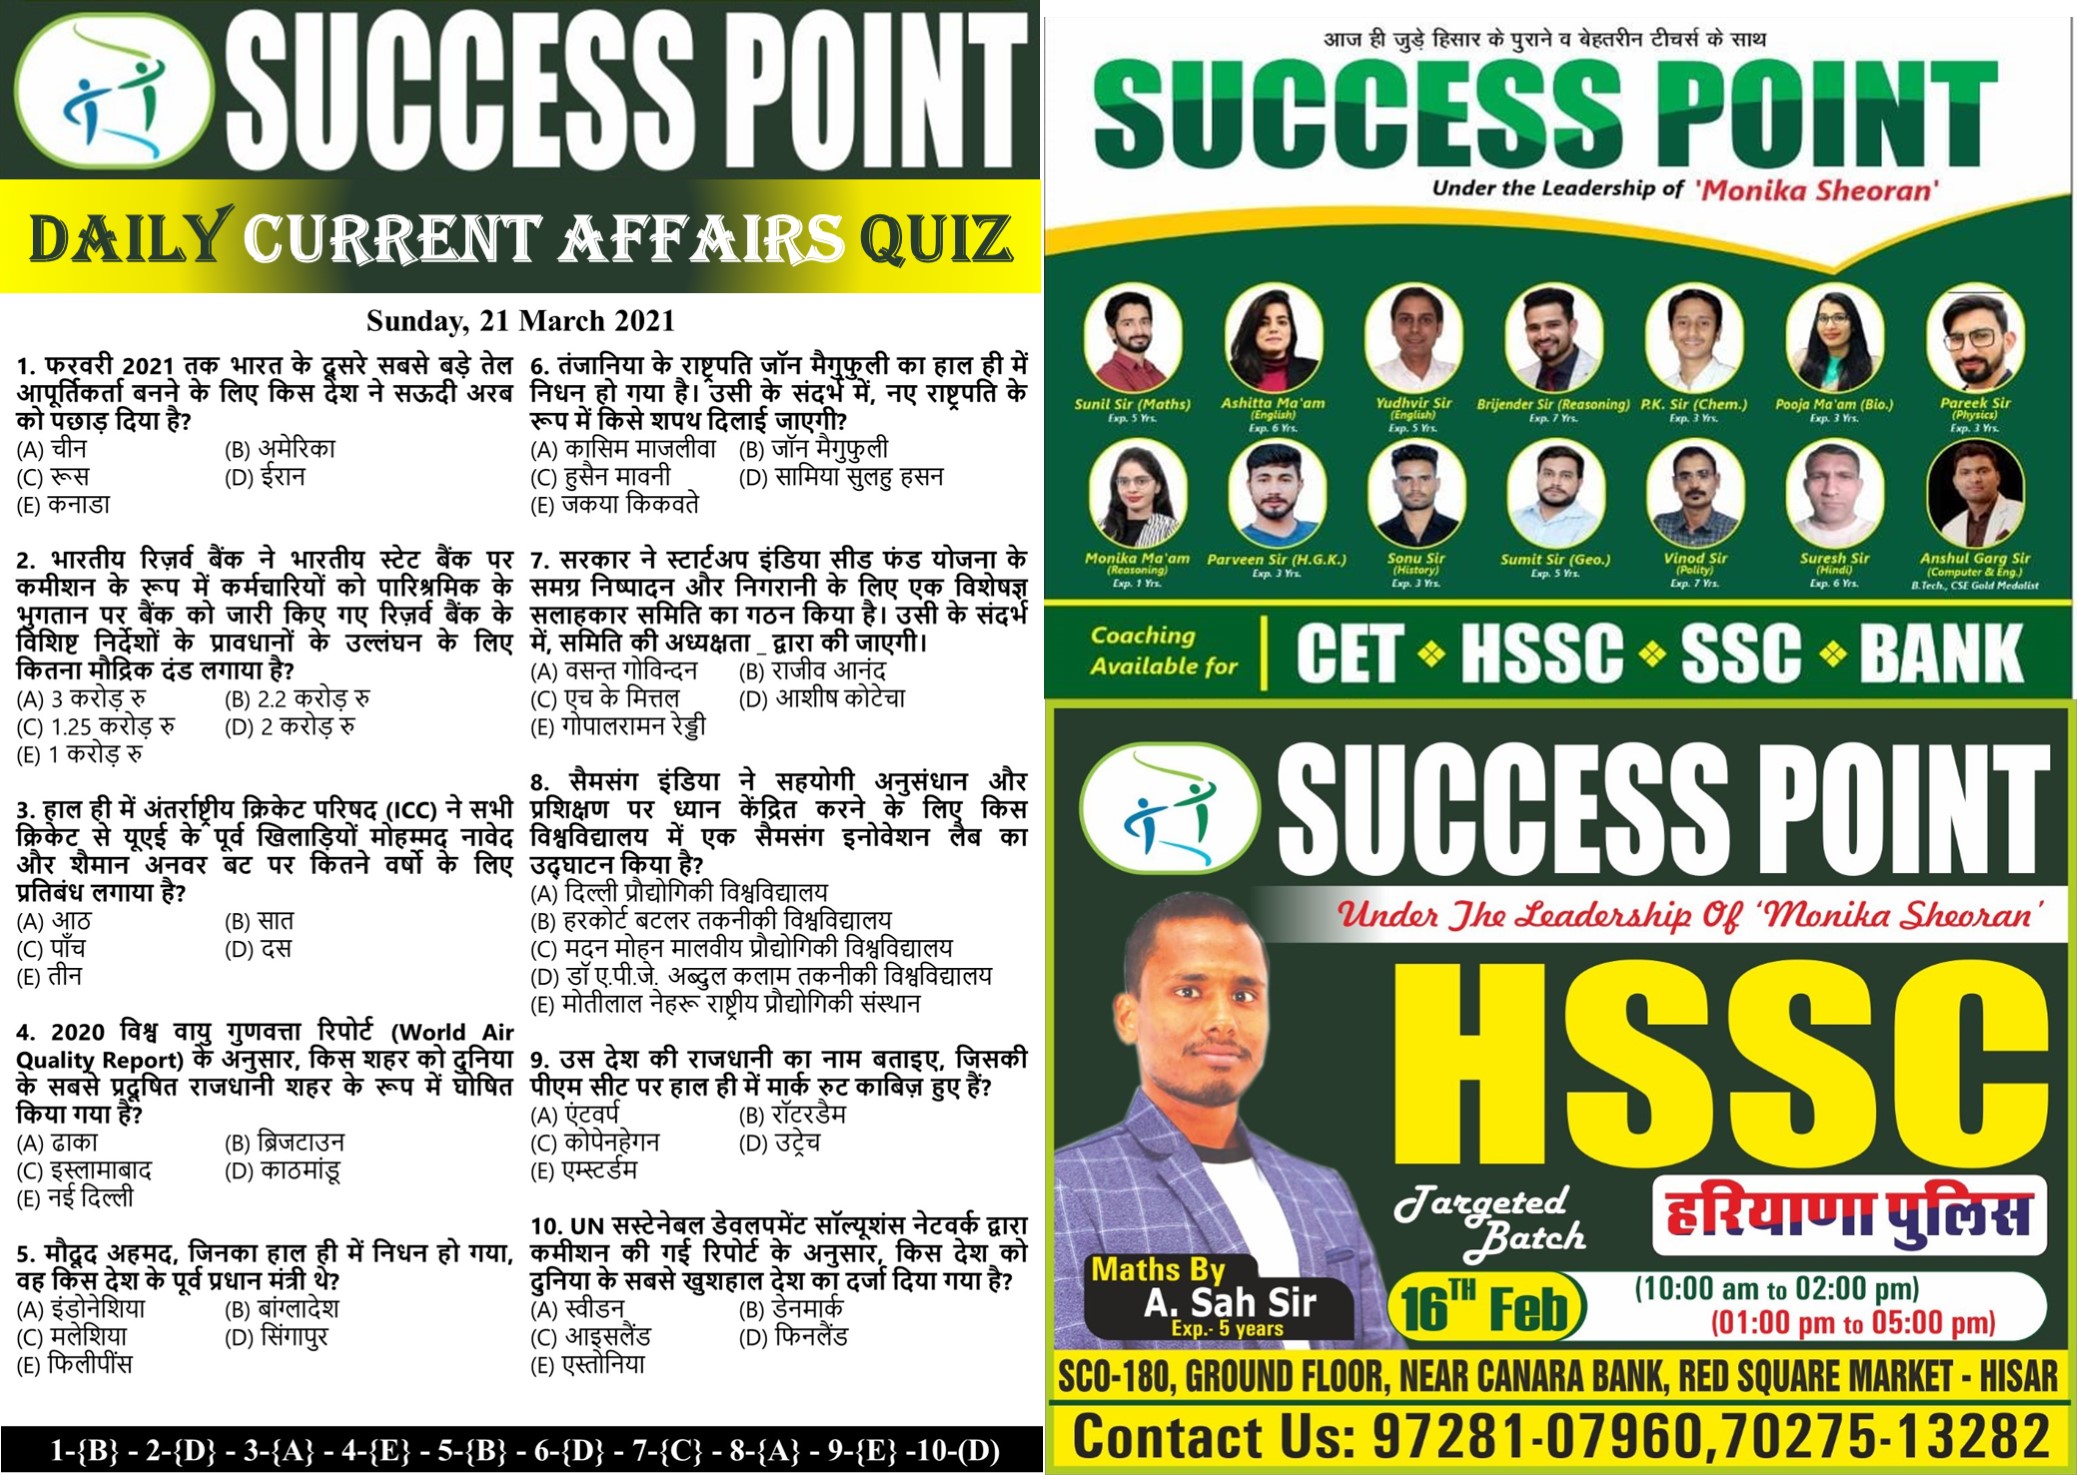 SUCCESS POINT
DAILY CURRENT AFFAIRS QUIZ
Sunday, 21 March 2021
1. फरवरी 2021 तक भारत के दूसरे सबसे बड़े तेल
आपूर्तिकर्ता बनने के लिए किस देश ने सऊदी अरब
को पछाड़ दिया है?
(A) चीन (B) अमेरिका
(C) रूस (D) ईरान
(E) कनाडा
2. भारतीय रिज़र्व बैंक ने भारतीय स्टेट बैंक पर
कमीशन के रूप में कर्मचारियों को पारिश्रमिक के
भुगतान पर बैंक को जारी किए गए रिज़र्व बैंक के
विशिष्ट निर्देशों के प्रावधानों के उल्लंघन के लिए
कितना मौद्रिक दंड लगाया है?
(A) 3 करोड़ रु (B) 2.2 करोड़ रु
(C) 1.25 करोड़ रु (D) 2 करोड़ रु
(E) 1 करोड़ रु
3. हाल ही में अंतर्राष्ट्रीय क्रिकेट परिषद (ICC) ने सभी
क्रिकेट से यूएई के पूर्व खिलाड़ियों मोहम्मद नावेद
और शैमान अनवर बट पर कितने वर्षो के लिए
प्रतिबंध लगाया है?
(A) आठ (B) सात
(C) पाँच (D) दस
(E) तीन
4. 2020 विश्व वायु गुणवत्ता रिपोर्ट (World Air
Quality Report) के अनुसार, किस शहर को दुनिया
के सबसे प्रदूषित राजधानी शहर के रूप में घोषित
किया गया है?
(A) ढाका (B) ब्रिजटाउन
(C) इस्लामाबाद (D) काठमांडू
(E) नई दिल्ली
5. मौदूद अहमद, जिनका हाल ही में निधन हो गया,
वह किस देश के पूर्व प्रधान मंत्री थे?
(A) इंडोनेशिया (B) बांग्लादेश
(C) मलेशिया (D) सिंगापुर
(E) फिलीपींस
6. तंजानिया के राष्ट्रपति जॉन मैगुफुली का हाल ही में
निधन हो गया है। उसी के संदर्भ में, नए राष्ट्रपति के
रूप में किसे शपथ दिलाई जाएगी?
(A) कासिम माजलीवा (B) जॉन मैगुफुली
(C) हुसैन मावनी (D) सामिया सुलहु हसन
(E) जकया किकवते
7. सरकार ने स्टार्टअप इंडिया सीड फंड योजना के
समग्र निष्पादन और निगरानी के लिए एक विशेषज्ञ
सलाहकार समिति का गठन किया है। उसी के संदर्भ
में, समिति की अध्यक्षता _ द्वारा की जाएगी।
(A) वसन्त गोविन्दन (B) राजीव आनंद
(C) एच के मित्तल (D) आशीष कोटेचा
(E) गोपालरामन रेड्डी
8. सैमसंग इंडिया ने सहयोगी अनुसंधान और
प्रशिक्षण पर ध्यान केंद्रित करने के लिए किस
विश्वविद्यालय में एक सैमसंग इनोवेशन लैब का
उद्घाटन किया है?
(A) दिल्ली प्रौद्योगिकी विश्वविद्यालय
(B) हरकोर्ट बटलर तकनीकी विश्वविद्यालय
(C) मदन मोहन मालवीय प्रौद्योगिकी विश्वविद्यालय
(D) डॉ ए.पी.जे. अब्दुल कलाम तकनीकी विश्वविद्यालय
(E) मोतीलाल नेहरू राष्ट्रीय प्रौद्योगिकी संस्थान
9. उस देश की राजधानी का नाम बताइए, जिसकी
पीएम सीट पर हाल ही में मार्क रुट काबिज़ हुए हैं?
(A) एंटवर्प (B) रॉटरडैम
(C) कोपेनहेगन (D) उट्रेच
(E) एम्स्टर्डम
10. UN सस्टेनेबल डेवलपमेंट सॉल्यूशंस नेटवर्क द्वारा
कमीशन की गई रिपोर्ट के अनुसार, किस देश को
दुनिया के सबसे खुशहाल देश का दर्जा दिया गया है?
(A) स्वीडन (B) डेनमार्क
(C) आइसलैंड (D) फिनलैंड
(E) एस्तोनिया
1-{B} - 2-{D} - 3-{A} - 4-{E} - 5-{B} - 6-{D} - 7-{C} - 8-{A} - 9-{E} -10-(D)
आज ही जुड़े हिसार के पुराने व बेहतरीन टीचर्स के साथ
SUCCESS POINT
Under the Leadership of 'Monika Sheoran'
Sunil Sir (Maths) Ashitta Ma'am Yudhvir Sir Brijender Sir (Reasoning) P.K. Sir (Chem.) Pooja Ma'am (Bio.) Pareek Sir
Exp. 5 Yrs. (English) (English) Exp. 7 Yrs. Exp. 3 Yrs. Exp. 3 Yrs. (Physics)
Exp. 6 Yrs. Exp. 5 Yrs. Exp. 3 Yrs.
Monika Ma'am Parveen Sir (H.G.K.) Sonu Sir Sumit Sir (Geo.) Vinod Sir Suresh Sir Anshul Garg Sir
(Reasoning) Exp. 3 Yrs. (History) Exp. 5 Yrs. (Polity) (Hindi) (Computer & Eng.)
Exp. 1 Yrs. Exp. 3 Yrs. Exp. 7 Yrs. Exp. 6 Yrs. B.Tech., CSE Gold Medalist
Coaching
Available for
CET ❖ HSSC ❖ SSC ❖ BANK
SUCCESS POINT
Under The Leadership Of ‘Monika Sheoran’
HSSC
Targeted
Batch
हरियाणा पुलिस
Maths By
A. Sah Sir
Exp.- 5 years
16TH Feb
(10:00 am to 02:00 pm)
(01:00 pm to 05:00 pm)
SCO-180, GROUND FLOOR, NEAR CANARA BANK, RED SQUARE MARKET - HISAR
Contact Us: 97281-07960,70275-13282